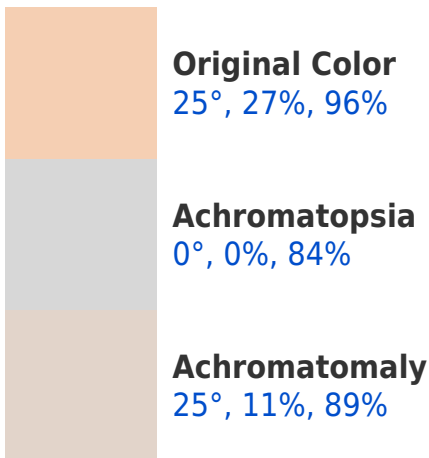 Original Color
25°, 27%, 96%
Achromatopsia
0°, 0%, 84%
Achromatomaly
25°, 11%, 89%